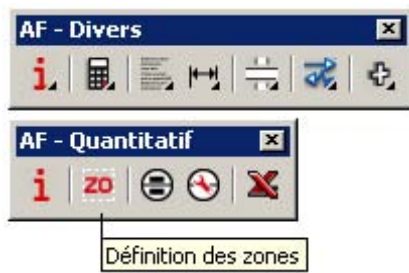 AF - Divers
i
AF - Quantitatif
i ZO
Définition des zones